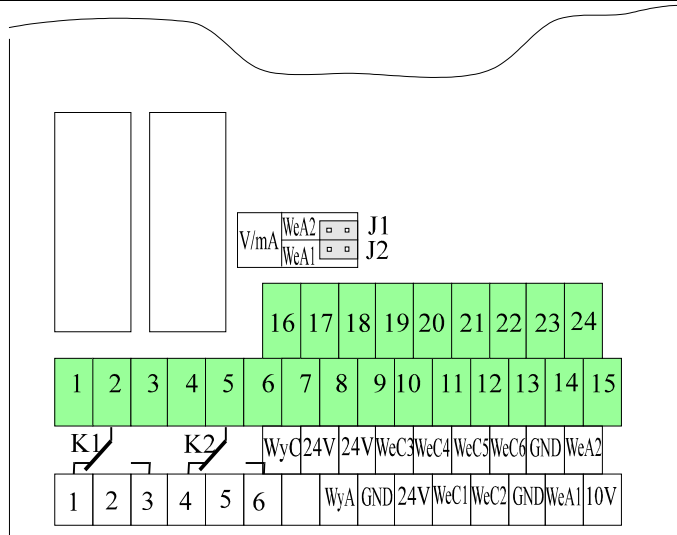 WeA2 J1
V/mA
WeA1 J2
16 17 18 19 20 21 22 23 24
1 2 3 4 5 6 7 8 9 10 11 12 13 14 15
K1 K2 WyC 24V 24V WeC3 WeC4 WeC5 WeC6 GND WeA2
1 2 3 4 5 6 WyA GND 24V WeC1 WeC2 GND WeA1 10V